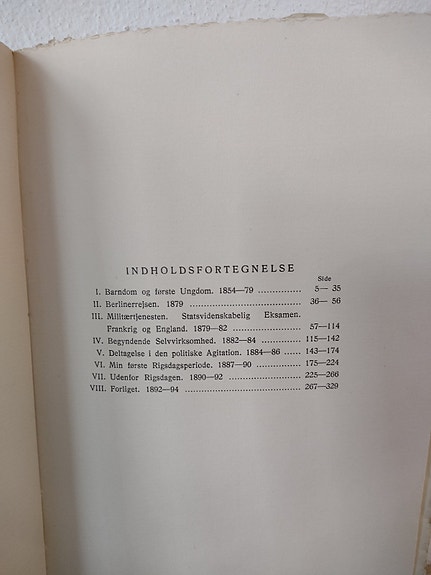 INDHOLDSFORTEGNELSE
Side
I. Barndom og første Ungdom. 1854—79 .................... 5— 35
II. Berlinerrejsen. 1879 .................................. 36— 56
III. Militærtjenesten. Statsvidenskabelig Eksamen.
Frankrig og England. 1879—82 ..................... 57—114
IV. Begyndende Selvvirksomhed. 1882—84 .............. 115—142
V. Deltagelse i den politiske Agitation. 1884—86 ...... 143—174
VI. Min første Rigsdagsperiode. 1887—90 ............... 175—224
VII. Udenfor Rigsdagen. 1890—92 ........................ 225—266
VIII. Forliget. 1892—94 .................................... 267—329